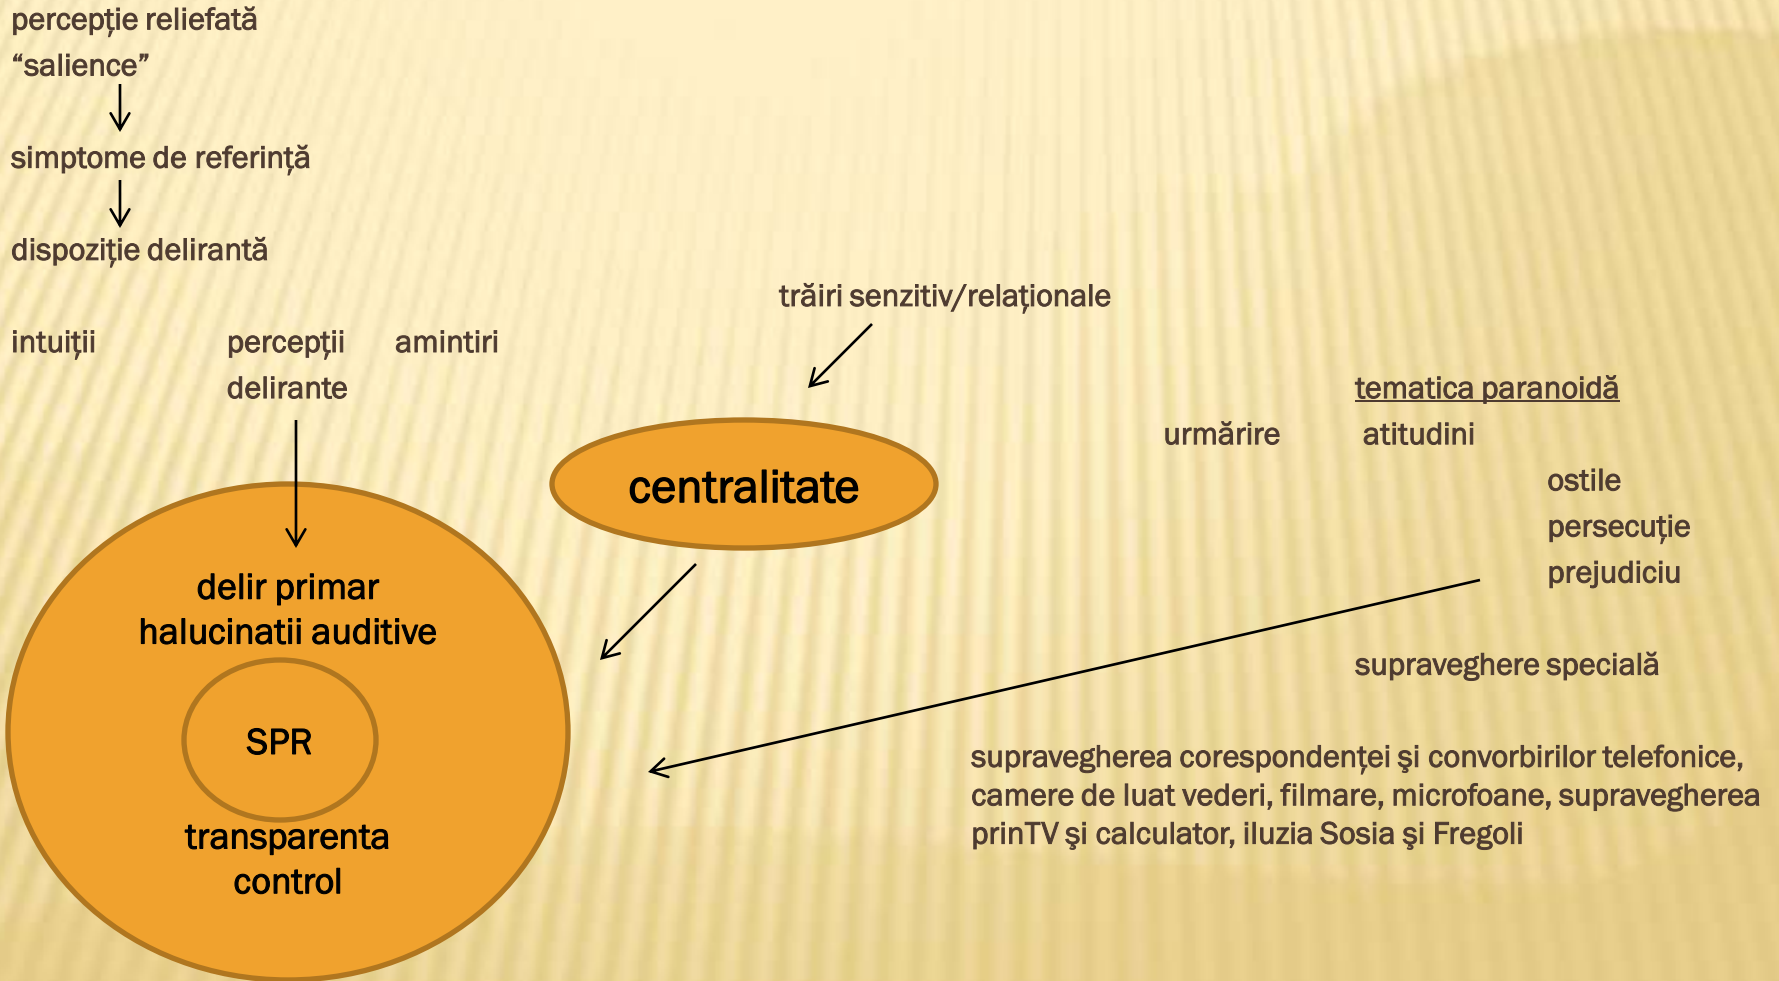 percepție reliefată
“salience”
simptome de referință
dispoziție delirantă
trăiri senzitiv/relaționale
intuiții percepții amintiri
delirante
tematica paranoidă
urmărire atitudini
ostile
persecuție
prejudiciu
centralitate
delir primar
halucinatii auditive
SPR
transparenta
control
supraveghere specială
supravegherea corespondenței şi convorbirilor telefonice,
camere de luat vederi, filmare, microfoane, supravegherea
prinTV şi calculator, iluzia Sosia şi Fregoli